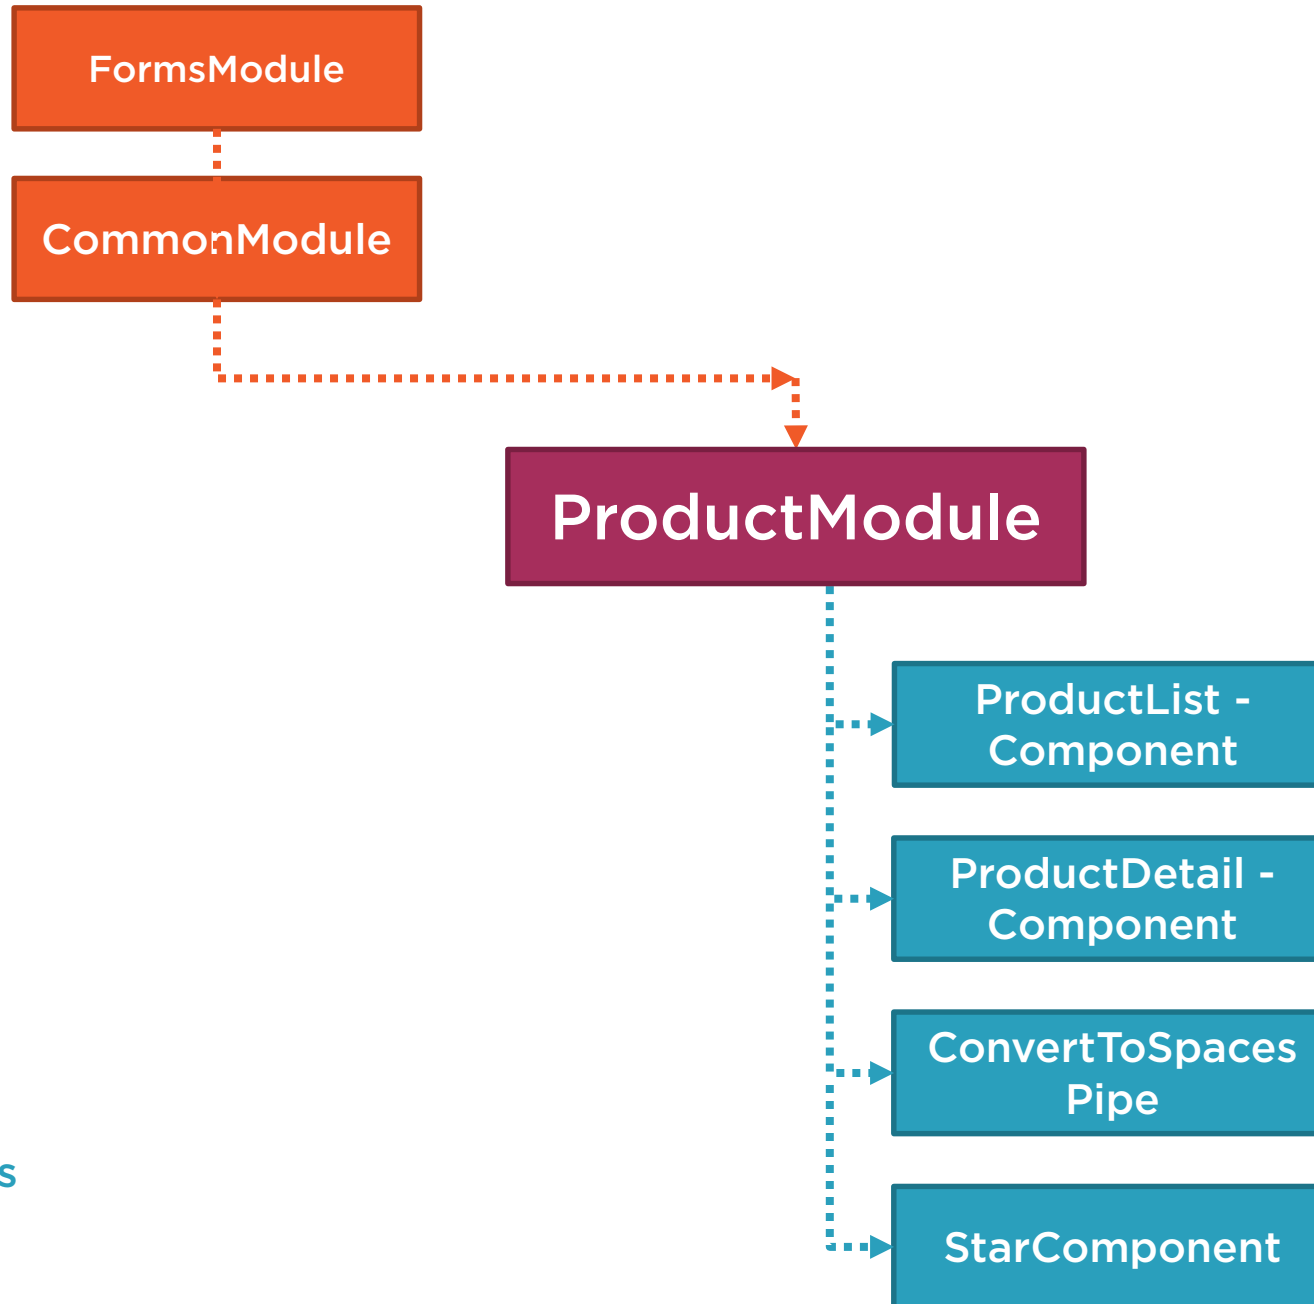 FormsModule
CommonModule
ProductModule
ProductList -
Component
ProductDetail -
Component
ConvertToSpaces
Pipe
s
StarComponent